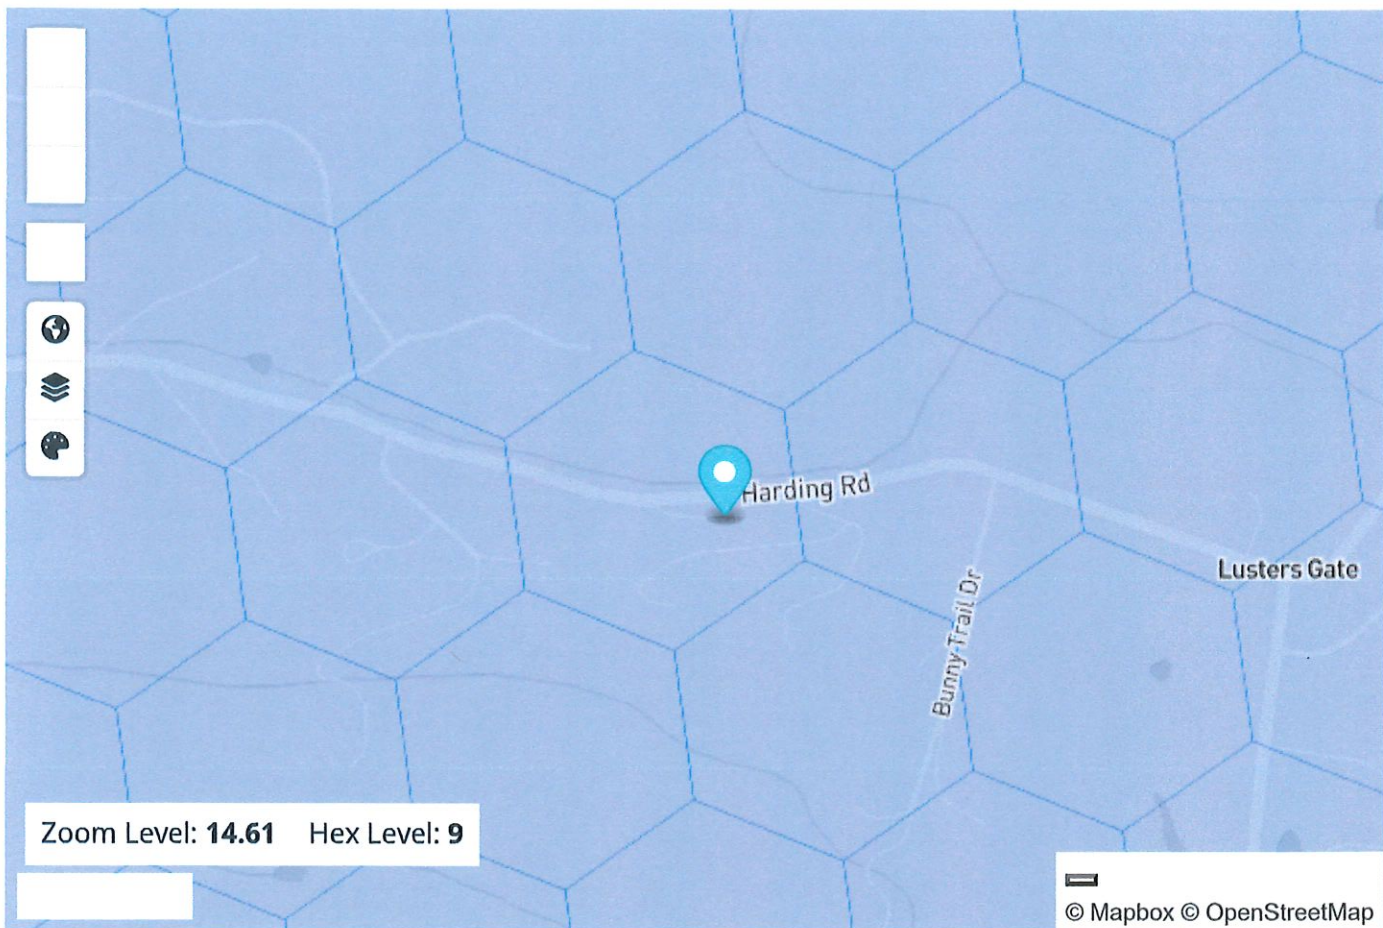 Harding Rd
Lusters Gate
Bunny Trail Dr
Zoom Level: 14.61 Hex Level: 9
© Mapbox © OpenStreetMap